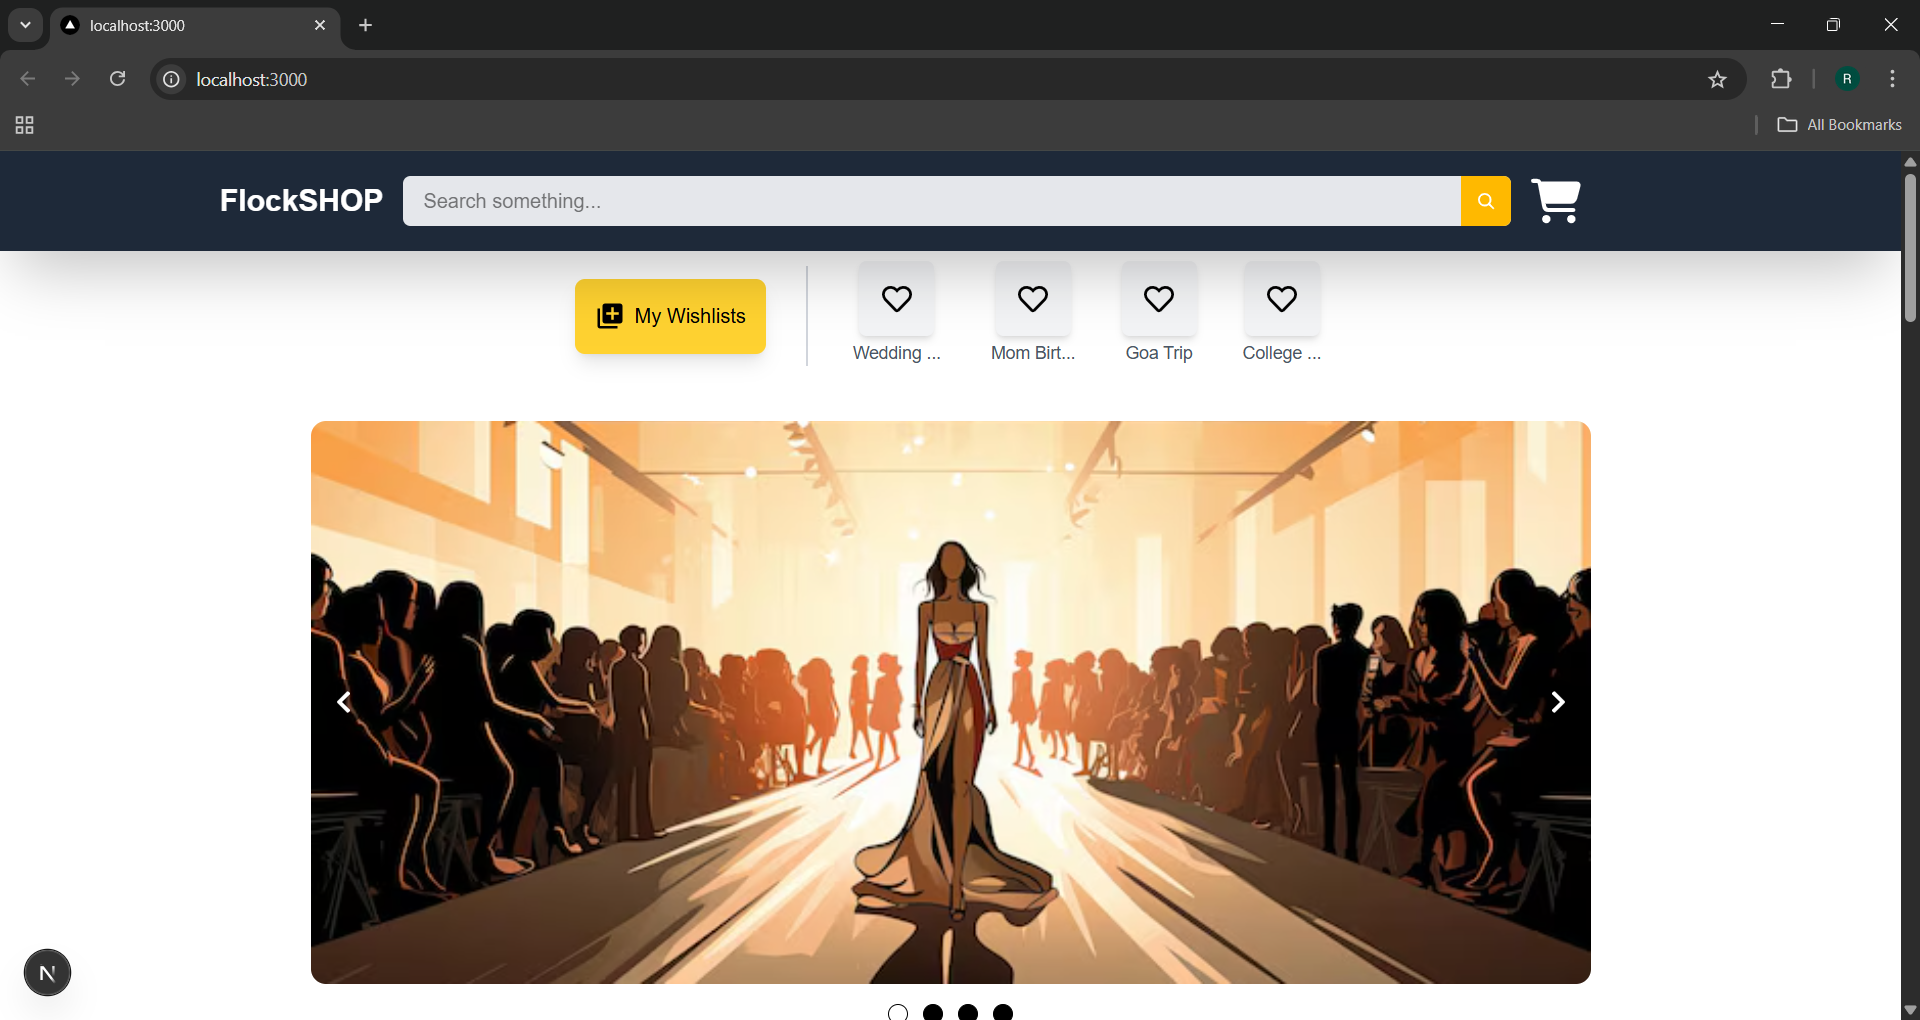 localhost:3000
localhost:3000
R
All Bookmarks
FlockSHOP
Search something...
My Wishlists
Wedding ...
Mom Birt...
Goa Trip
College ...
N